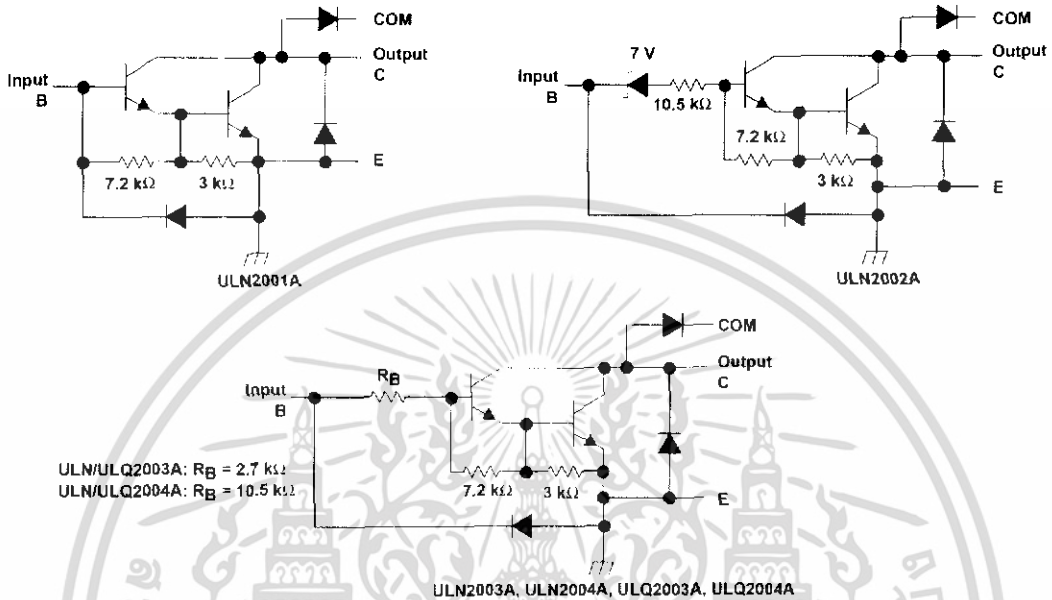 COM
Output
C
Input
B
7.2 kΩ
3 kΩ
E
ULN2001A
COM
Output
C
7 V
Input
B
10.5 kΩ
7.2 kΩ
3 kΩ
E
ULN2002A
COM
Output
C
RB
Input
B
ULN/ULQ2003A: RB = 2.7 kΩ
ULN/ULQ2004A: RB = 10.5 kΩ
7.2 kΩ
3 kΩ
E
ULN2003A, ULN2004A, ULQ2003A, ULQ2004A